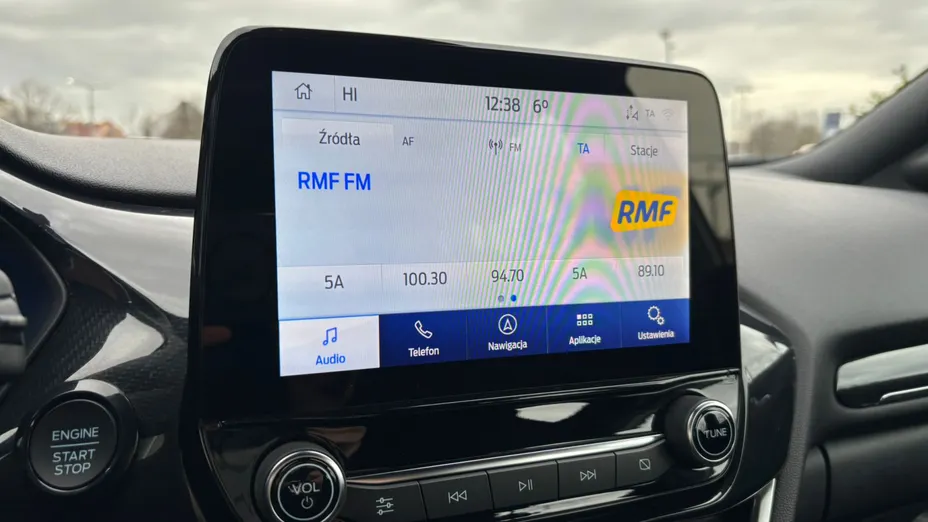 HI 12:38 6°
TA
Źródła AF FM TA Stacje
RMF FM
RMF
5A 100.30 94.70 5A 89.10
Audio Telefon Nawigacja Aplikacje Ustawienia
ENGINE
START
STOP
VOL
TUNE